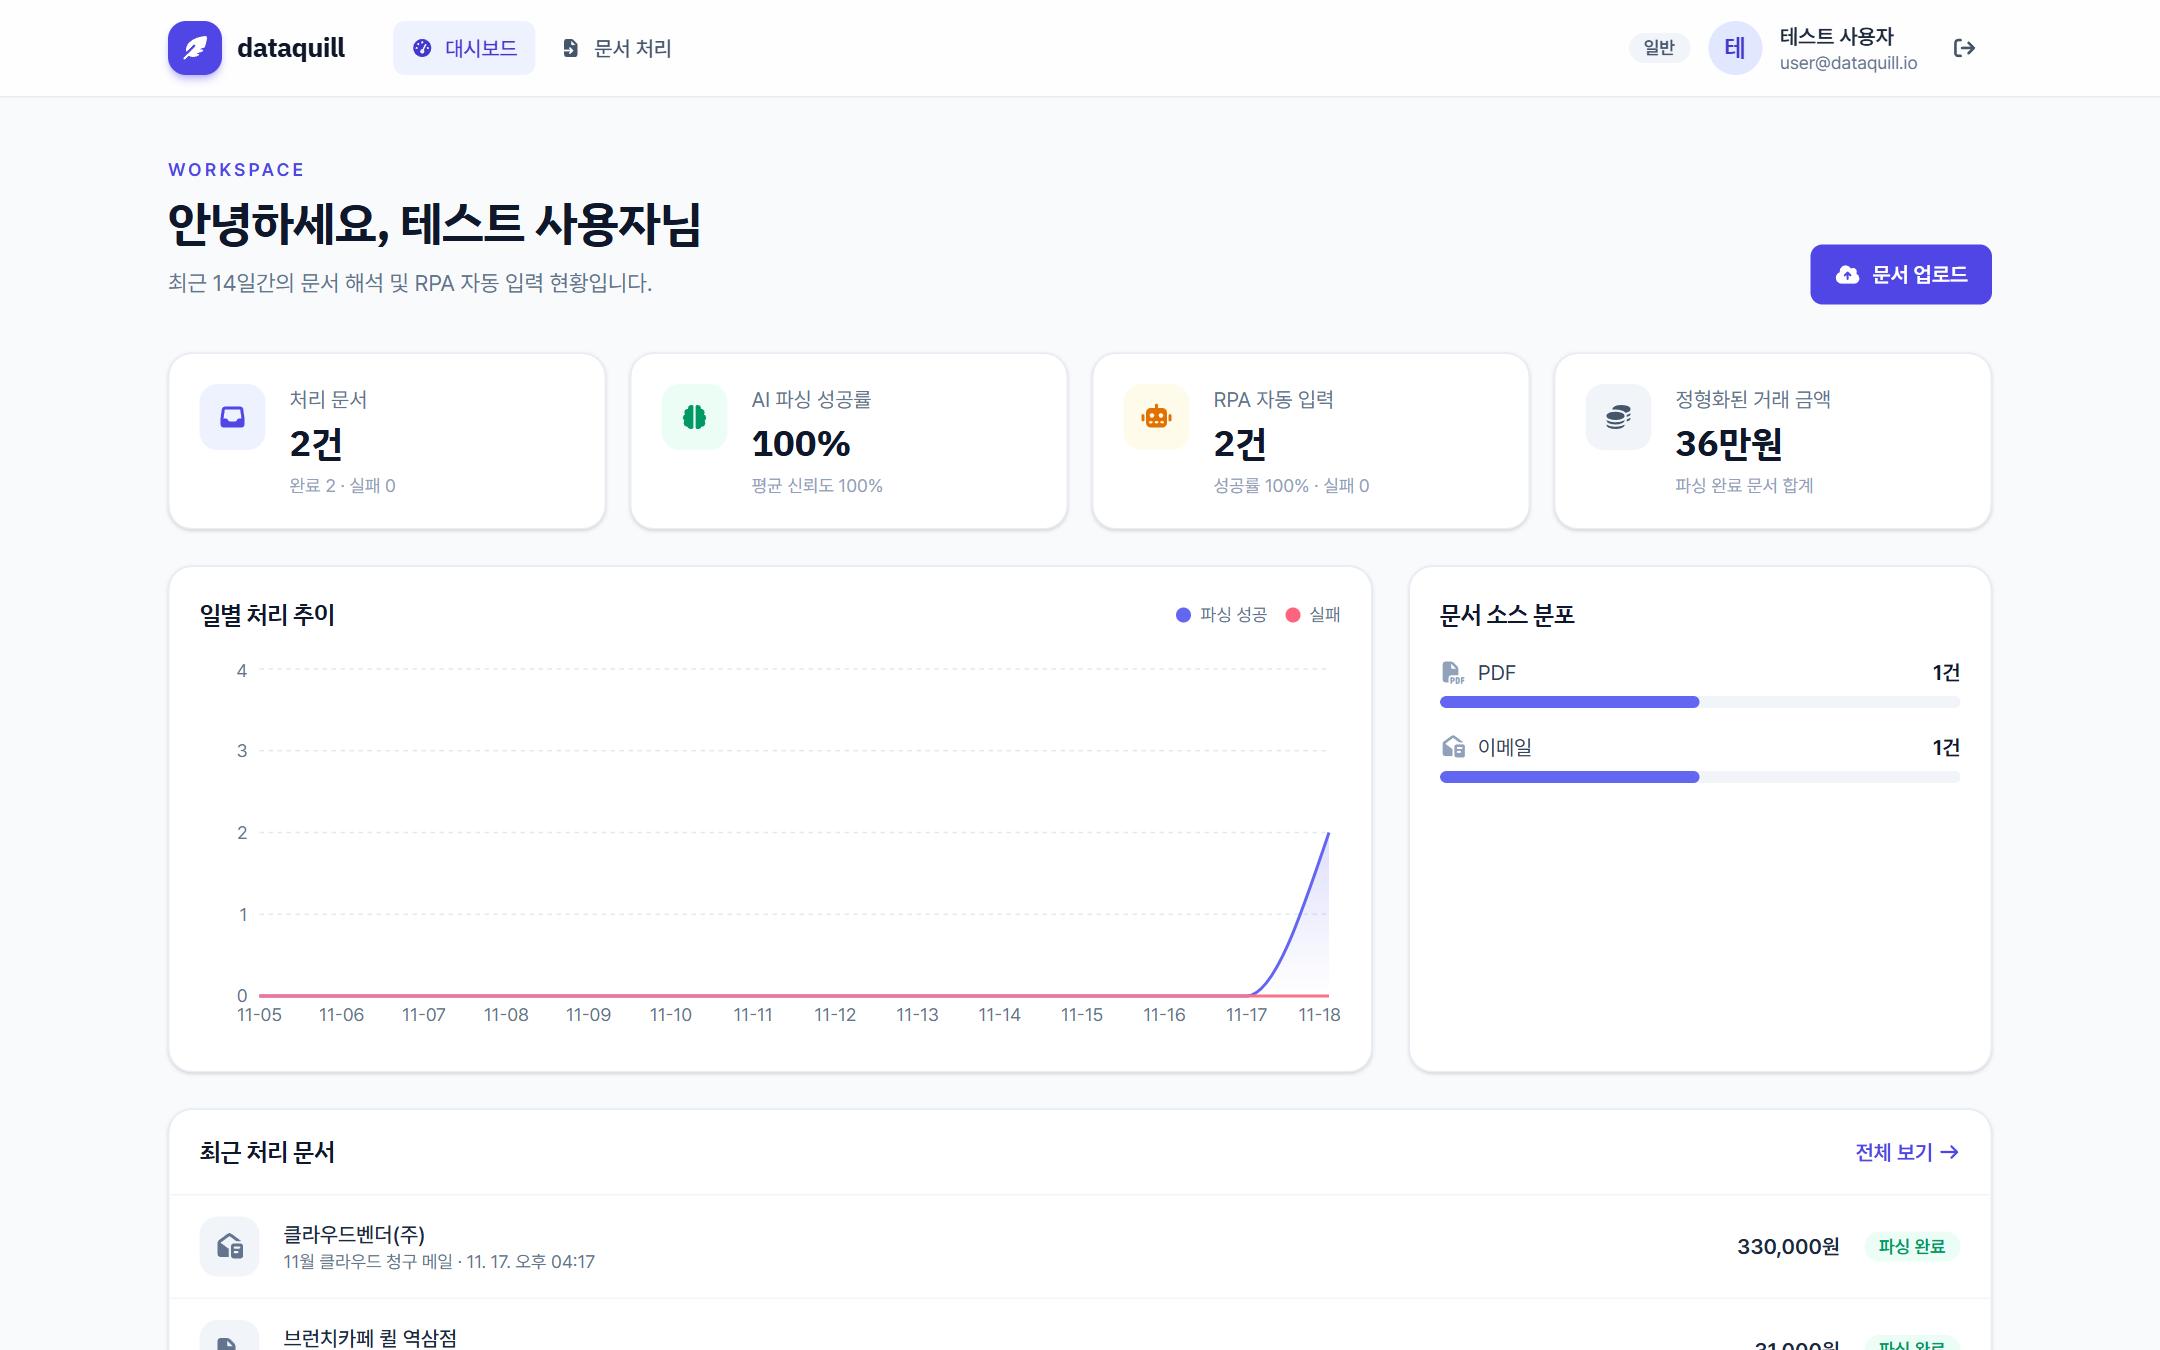 dataquill
대시보드
문서 처리
일반
테
테스트 사용자
user@dataquill.io
WORKSPACE
안녕하세요, 테스트 사용자님
최근 14일간의 문서 해석 및 RPA 자동 입력 현황입니다.
문서 업로드
처리 문서
2건
완료 2 · 실패 0
AI 파싱 성공률
100%
평균 신뢰도 100%
RPA 자동 입력
2건
성공률 100% · 실패 0
정형화된 거래 금액
36만원
파싱 완료 문서 합계
일별 처리 추이
파싱 성공
실패
4
3
2
1
0
11-05 11-06 11-07 11-08 11-09 11-10 11-11 11-12 11-13 11-14 11-15 11-16 11-17 11-18
문서 소스 분포
PDF
1건
이메일
1건
최근 처리 문서
전체 보기 →
클라우드벤더(주)
11월 클라우드 청구 메일 · 11. 17. 오후 04:17
330,000원
파싱 완료
브런치카페 퀼 역삼점
31,000원
파싱 완료